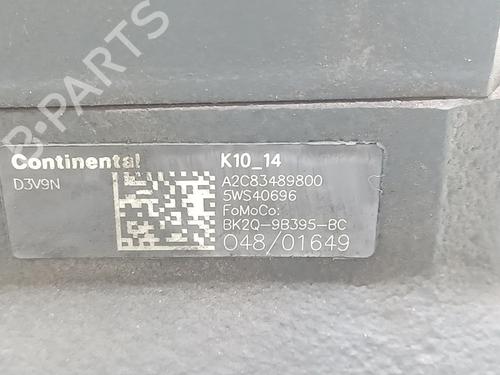 B-PARTS
Continental K10_14
D3V9N A2C83489800
5WS40696
FoMoCo:
BK2Q-9B395-BC
048/01649